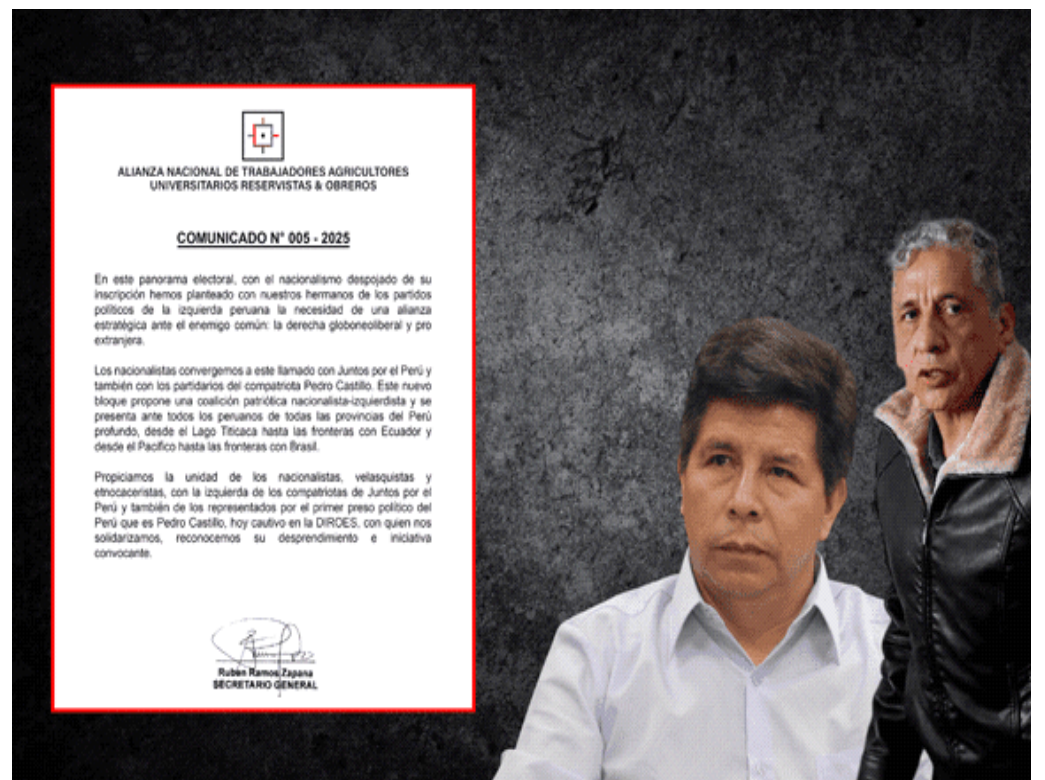 ALIANZA NACIONAL DE TRABAJADORES AGRICULTORES
UNIVERSITARIOS RESERVISTAS & OBREROS
COMUNICADO N° 005 - 2025
En este panorama electoral, con el nacionalismo despojado de su
inscripción hemos planteado con nuestros hermanos de los partidos
políticos de la izquierda peruana la necesidad de una alianza
estratégica ante el enemigo común: la derecha globoneoliberal y pro
extranjera.
Los nacionalistas convergemos a este llamado con Juntos por el Perú y
también con los partidarios del compatriota Pedro Castillo. Este nuevo
bloque propone una coalición patriótica nacionalista-izquierdista y se
presenta ante todos los peruanos de todas las provincias del Perú
profundo, desde el Lago Titicaca hasta las fronteras con Ecuador y
desde el Pacífico hasta las fronteras con Brasil.
Propiciamos la unidad de los nacionalistas, velasquistas y
etnocaceristas, con la izquierda de los compatriotas de Juntos por el
Perú y también de los representados por el primer preso político del
Perú que es Pedro Castillo, hoy cautivo en la DIROES, con quien nos
solidarizamos, reconocemos su desprendimiento e iniciativa
convocante.
Rubén Ramos Zapana
SECRETARIO GENERAL